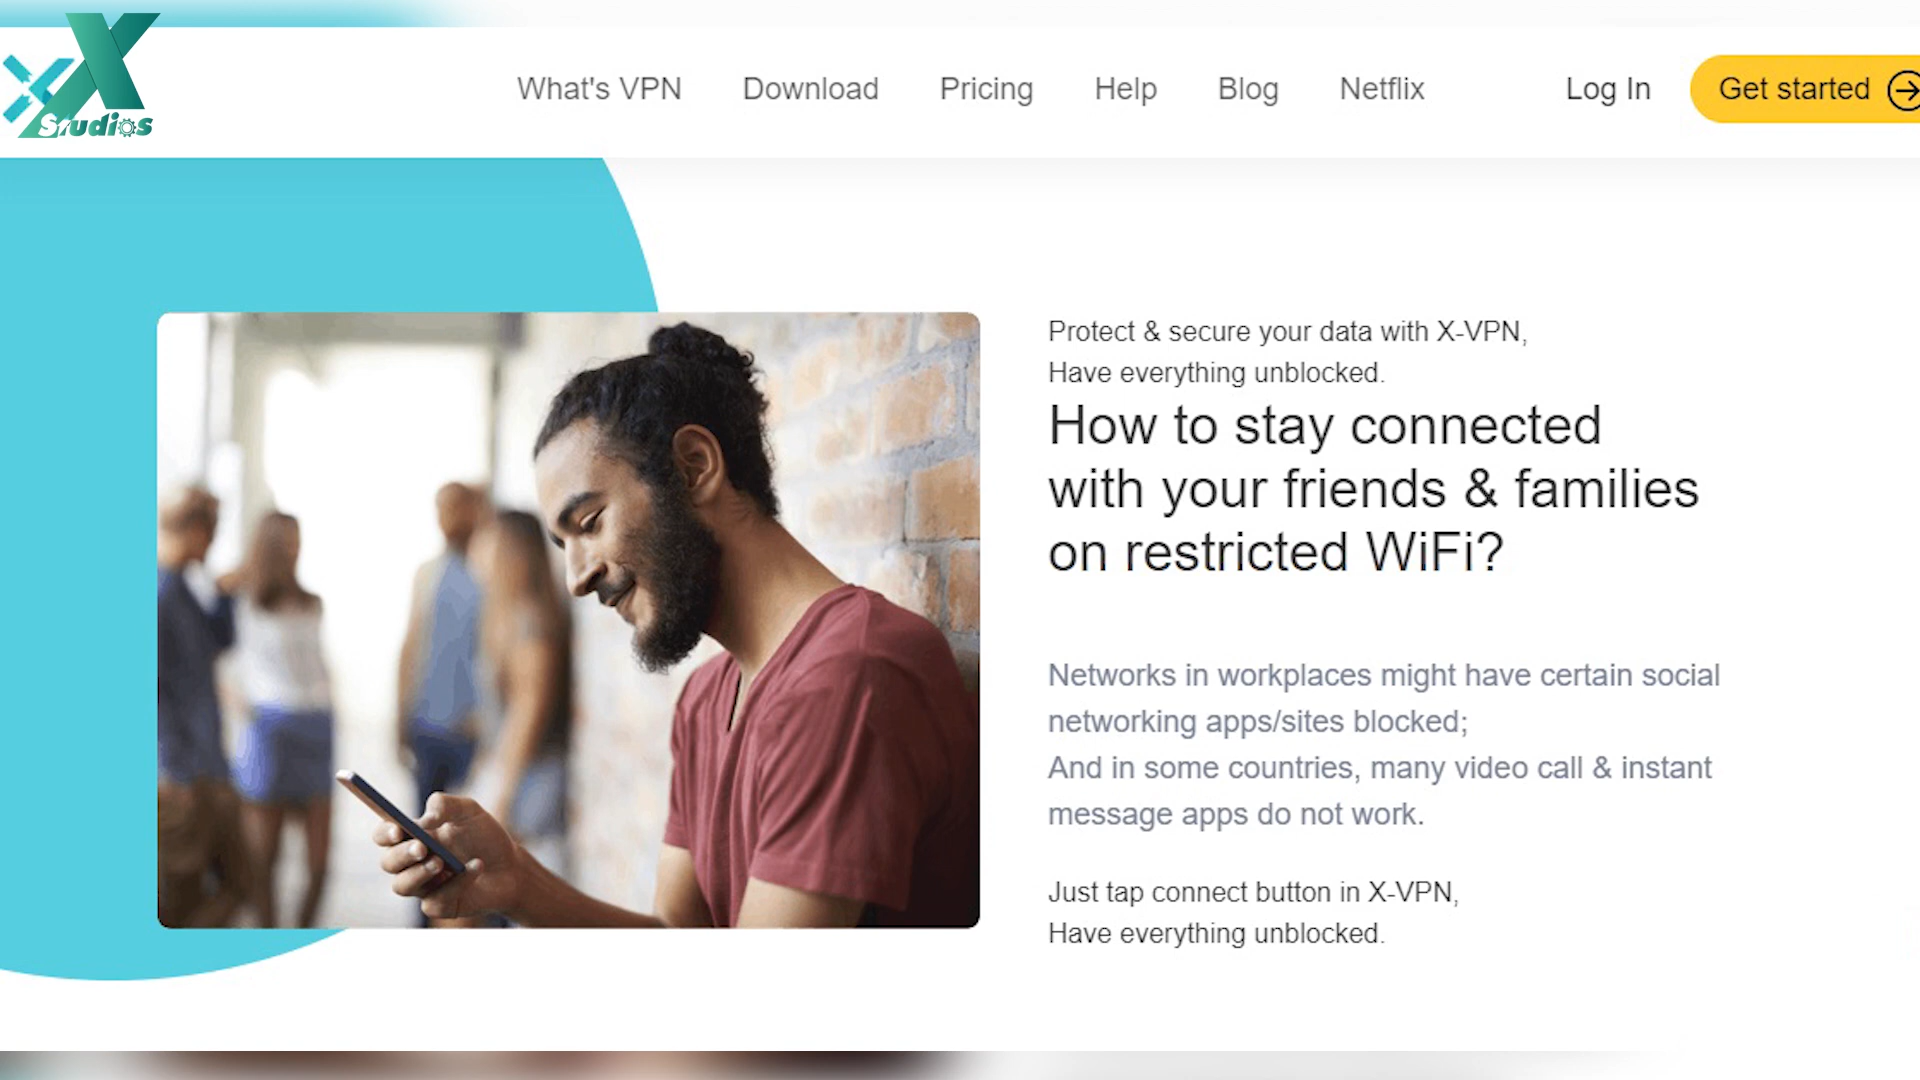 X
Studios
What's VPN Download Pricing Help Blog Netflix Log In Get started
Protect & secure your data with X-VPN,
Have everything unblocked.
How to stay connected
with your friends & families
on restricted WiFi?
Networks in workplaces might have certain social
networking apps/sites blocked;
And in some countries, many video call & instant
message apps do not work.
Just tap connect button in X-VPN,
Have everything unblocked.